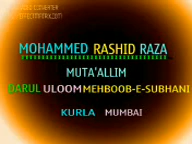 MOHAMMED RASHID RAZA
MUTA'ALLIM
DARUL ULOOM MEHBOOB-E-SUBHANI
KURLA MUMBAI